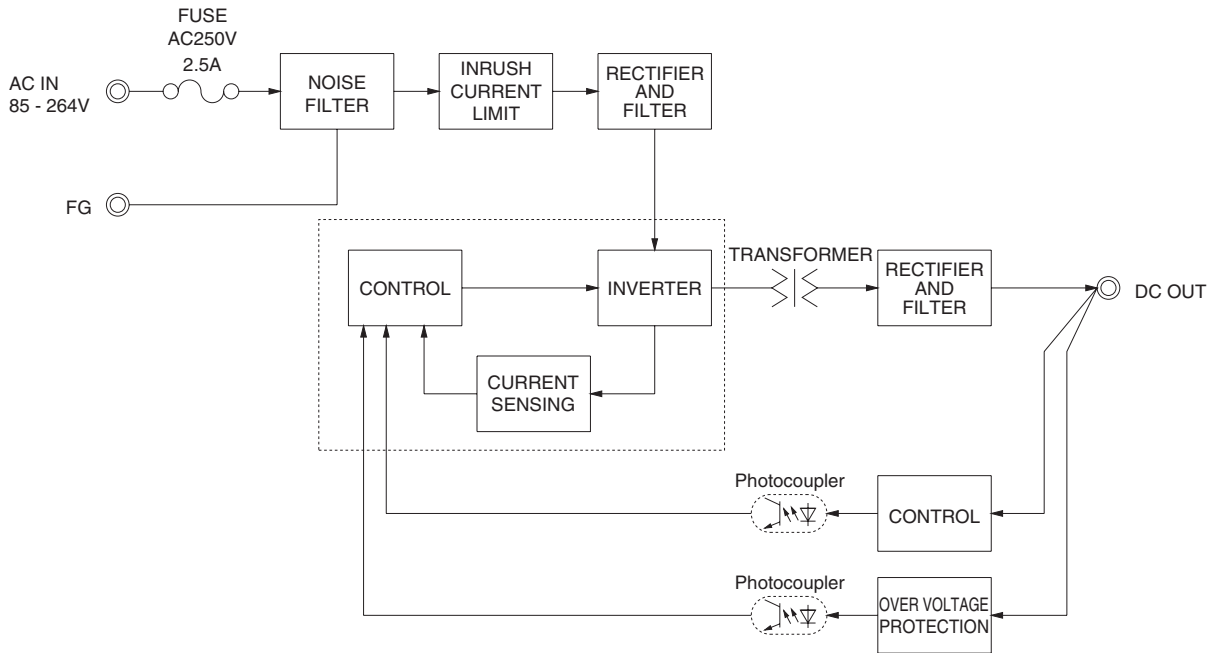 FUSE
AC250V
2.5A
AC IN
85 - 264V
NOISE
FILTER
INRUSH
CURRENT
LIMIT
RECTIFIER
AND
FILTER
FG
CONTROL
INVERTER
TRANSFORMER
RECTIFIER
AND
FILTER
DC OUT
CURRENT
SENSING
Photocoupler
CONTROL
Photocoupler
OVER VOLTAGE
PROTECTION